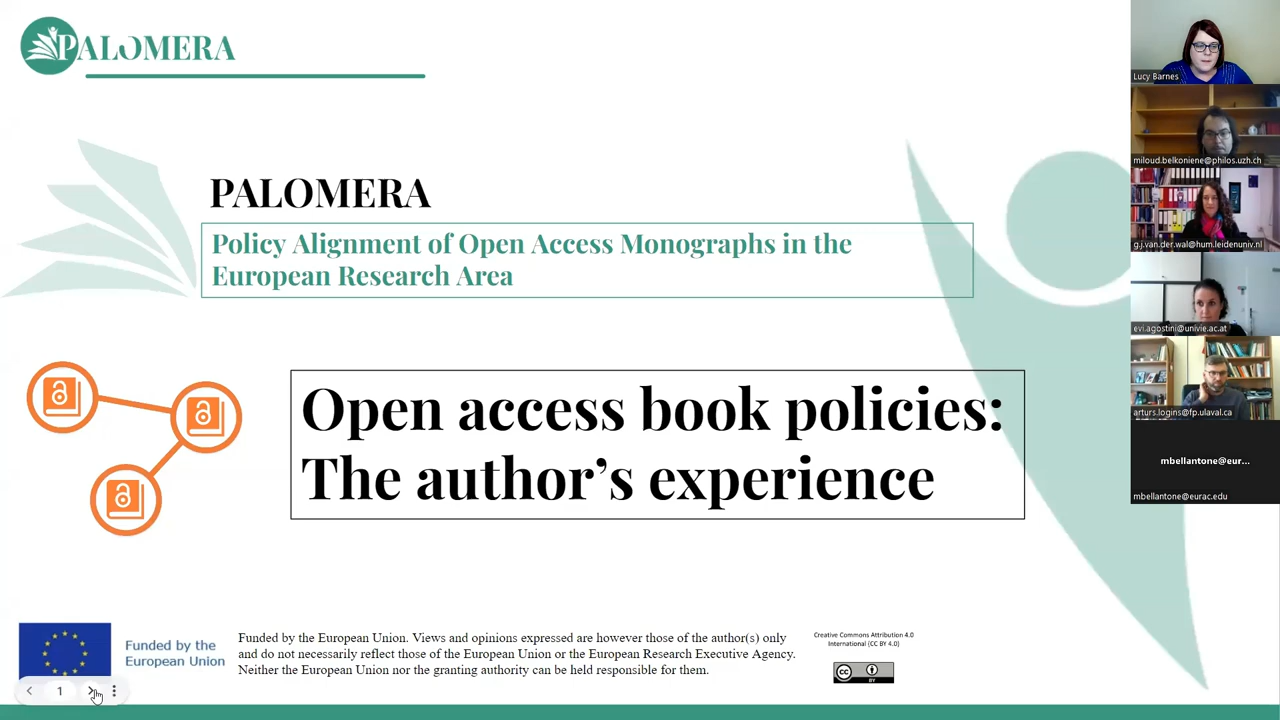 PALOMERA
PALOMERA
Policy Alignment of Open Access Monographs in the
European Research Area
Open access book policies:
The author’s experience
Funded by the
European Union
Funded by the European Union. Views and opinions expressed are however those of the author(s) only
and do not necessarily reflect those of the European Union or the European Research Executive Agency.
Neither the European Union nor the granting authority can be held responsible for them.
Creative Commons Attribution 4.0
International (CC BY 4.0)
cc
BY
1
Lucy Barnes
miloud.belkoniene@philos.uzh.ch
g.j.van.der.wal@hum.leidenuniv.nl
evi.agostini@univie.ac.at
arturs.logins@fp.ulaval.ca
mbellantone@eur...
mbellantone@eurac.edu